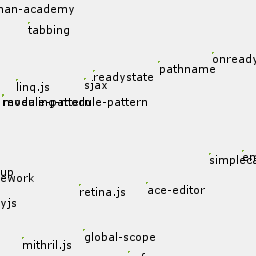 nan-academy
tabbing
onready
pathname
readystate
sjax
linq.js
revealing-module-pattern
simpleca
up
ework
retina.js
ace-editor
yjs
global-scope
mithril.js